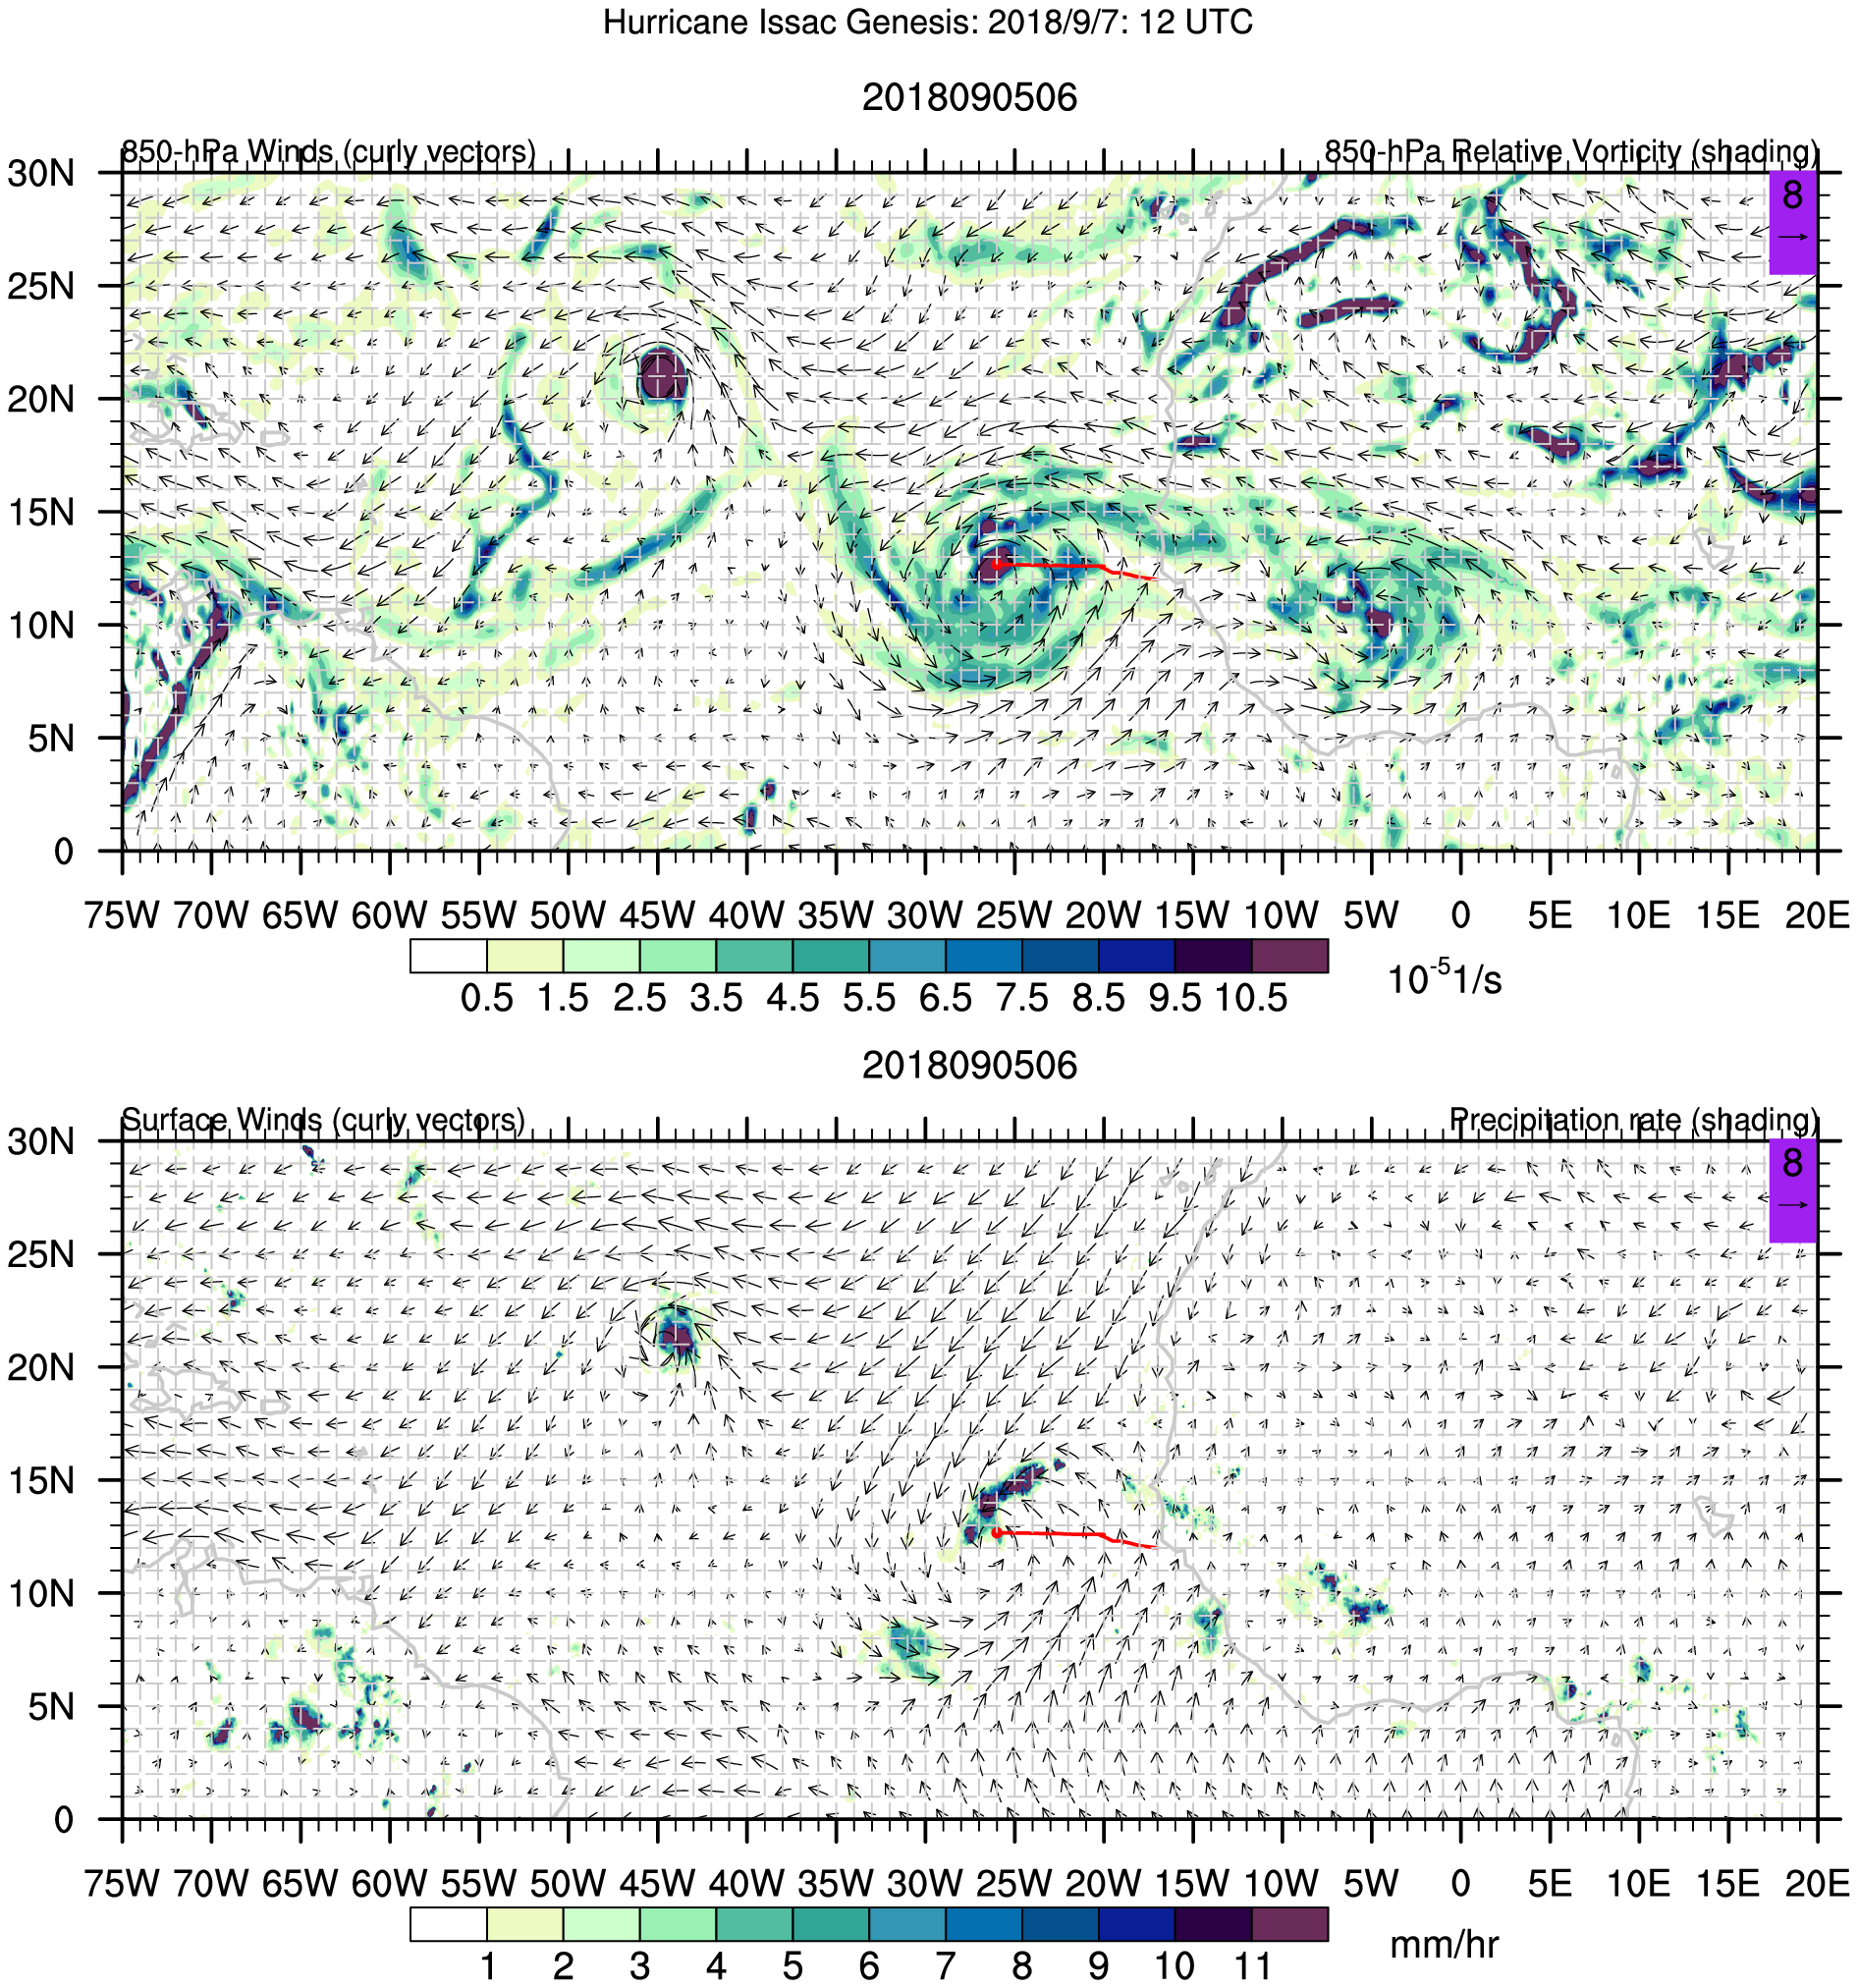 Hurricane Issac Genesis: 2018/9/7: 12 UTC
2018090506
850-hPa Winds (curly vectors) 850-hPa Relative Vorticity (shading)
30N
8
25N
20N
15N
10N
5N
0
75W 70W 65W 60W 55W 50W 45W 40W 35W 30W 25W 20W 15W 10W 5W 0 5E 10E 15E 20E
0.5 1.5 2.5 3.5 4.5 5.5 6.5 7.5 8.5 9.5 10.5
10⁻⁵1/s
2018090506
Surface Winds (curly vectors) Precipitation rate (shading)
30N
8
25N
20N
15N
10N
5N
0
75W 70W 65W 60W 55W 50W 45W 40W 35W 30W 25W 20W 15W 10W 5W 0 5E 10E 15E 20E
1 2 3 4 5 6 7 8 9 10 11
mm/hr